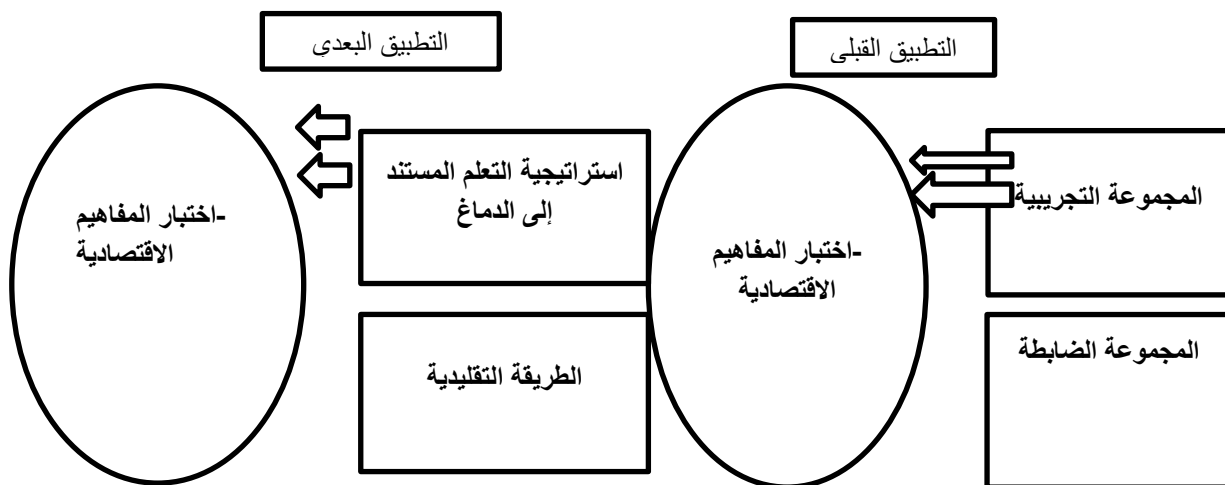 التطبيق القبلى
التطبيق البعدى
المجموعة التجريبية
-اختبار المفاهيم
الاقتصادية
استراتيجية التعلم المستند
إلى الدماغ
-اختبار المفاهيم
الاقتصادية
المجموعة الضابطة
الطريقة التقليدية